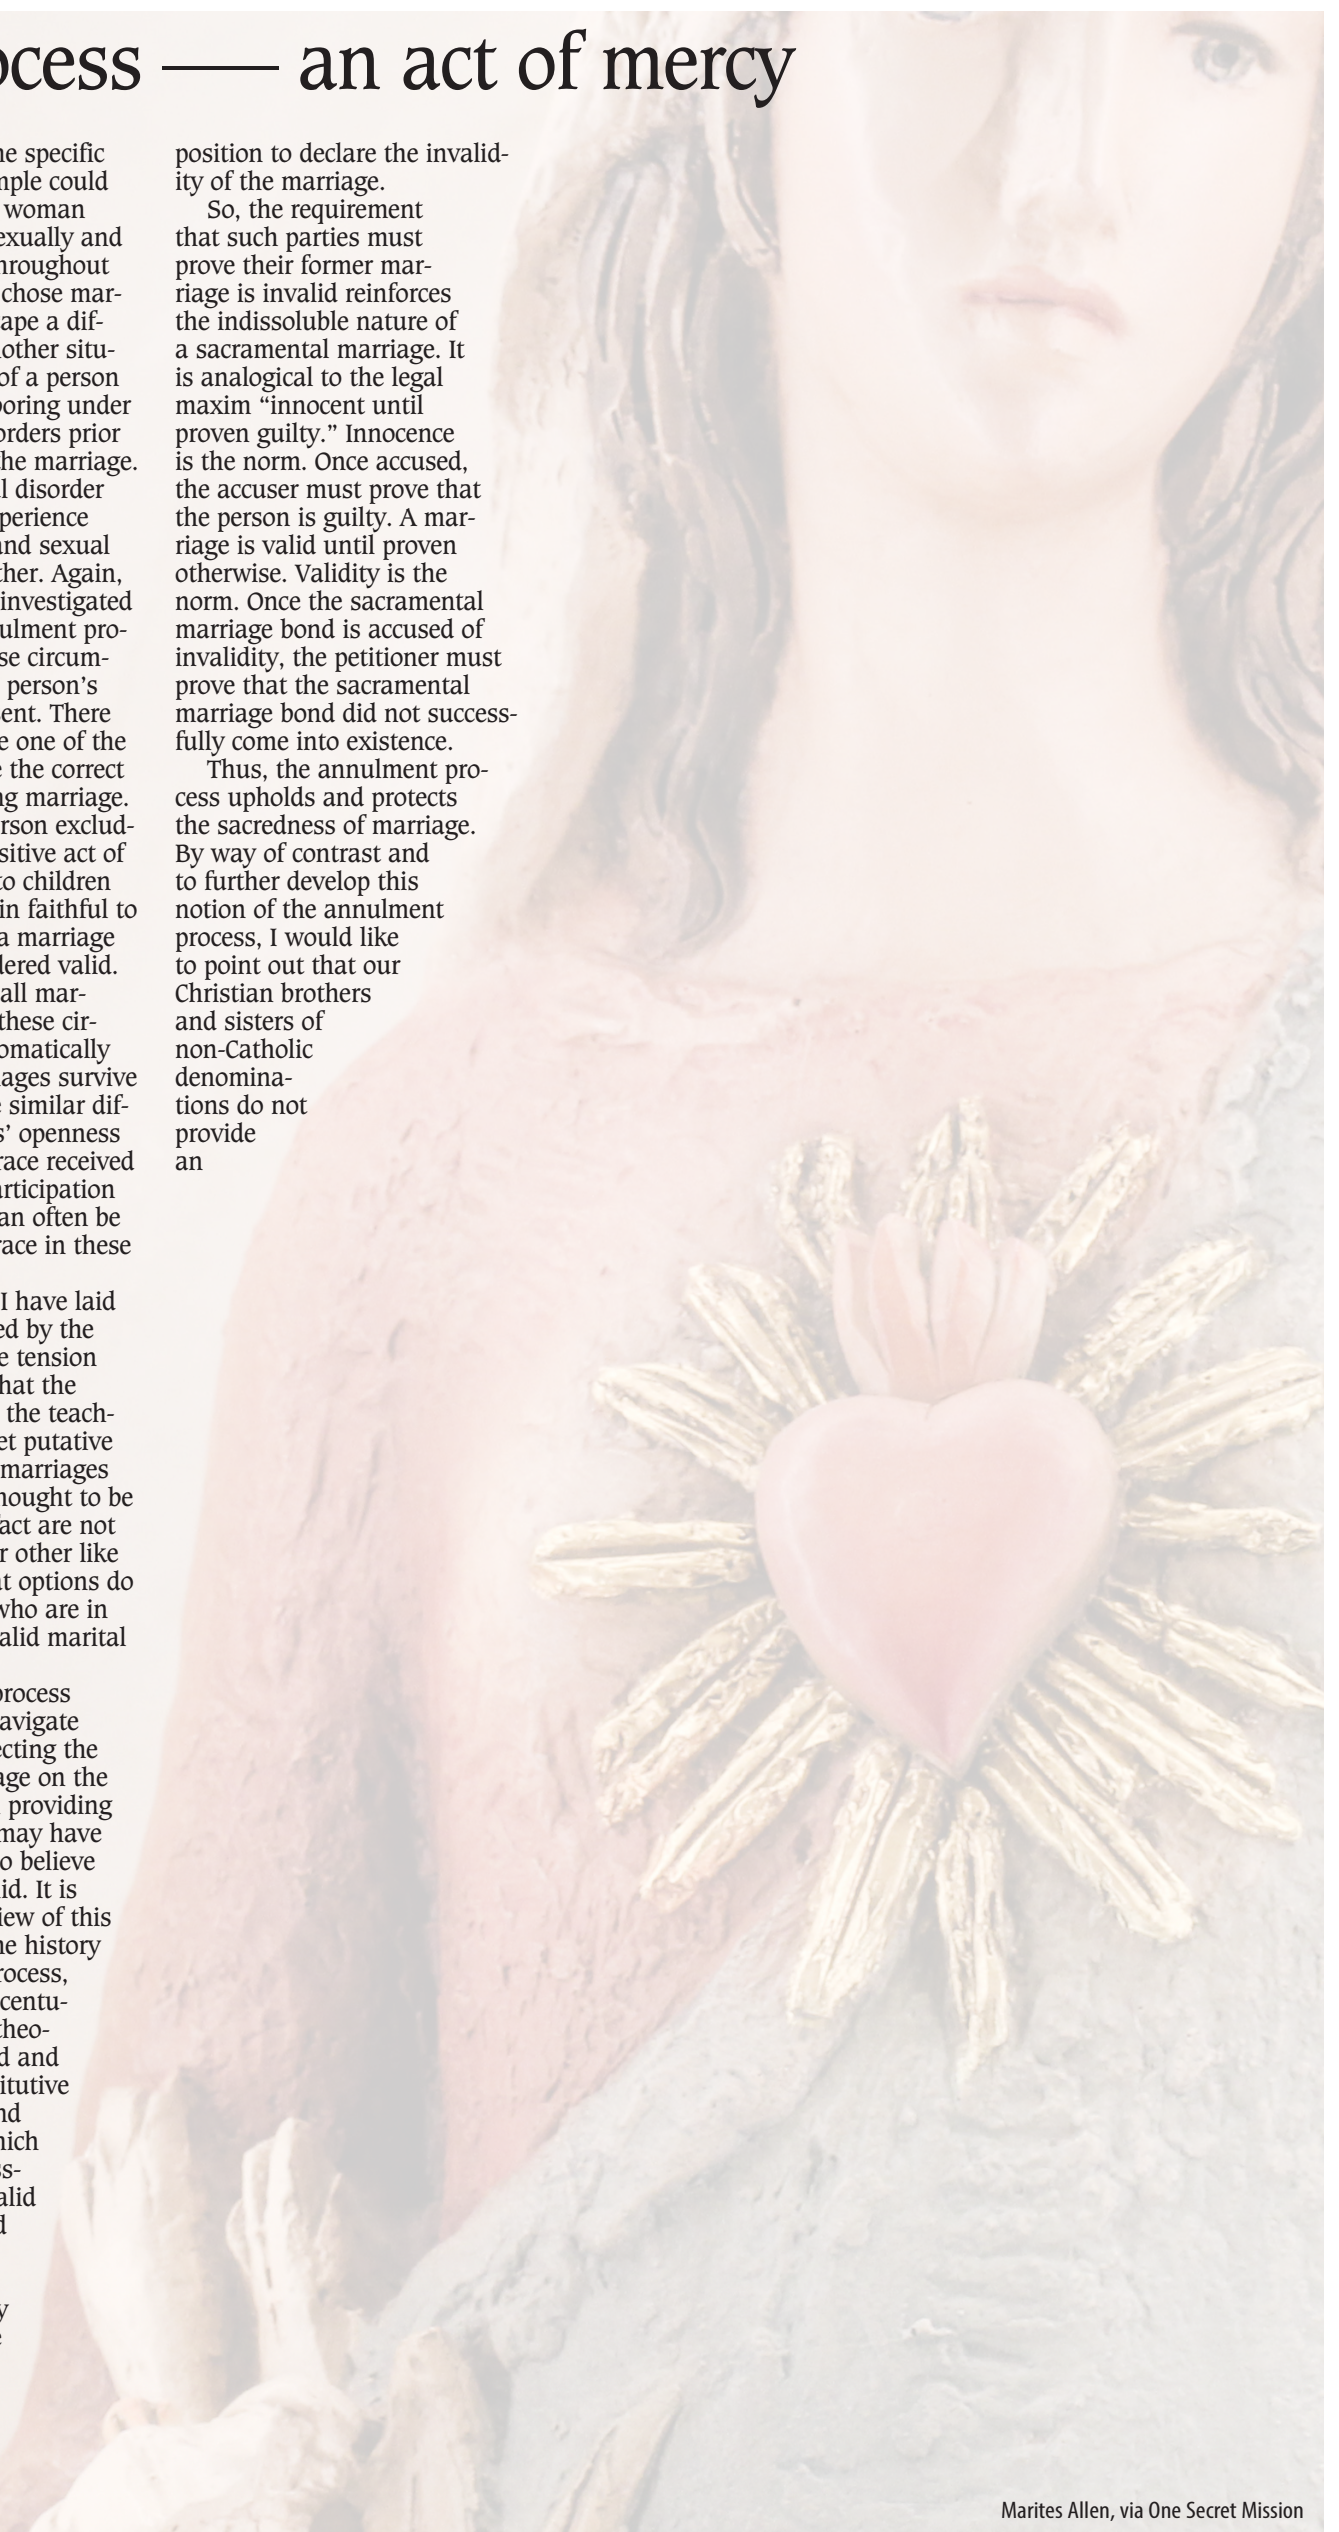 ocess — an act of mercy
he specific
mple could
woman
exually and
hroughout
chose mar-
ape a dif-
nother situ-
of a person
boring under
orders prior
the marriage.
l disorder
perience
and sexual
ther. Again,
investigated
ulment pro-
se circum-
person's
sent. There
e one of the
e the correct
ng marriage.
rson exclud-
sitive act of
to children
in faithful to
a marriage
dered valid.
all mar-
these cir-
omatically
iages survive
e similar dif-
s' openness
race received
articipation
an often be
race in these
I have laid
ed by the
e tension
hat the
the teach-
et putative
marriages
hought to be
fact are not
r other like
at options do
who are in
alid marital
process
avigate
ecting the
age on the
providing
may have
o believe
id. It is
iew of this
he history
rocess,
centu-
theo-
d and
itutive
nd
hich
ss-
alid
d
y
e
position to declare the invalid-
ity of the marriage.
So, the requirement
that such parties must
prove their former mar-
riage is invalid reinforces
the indissoluble nature of
a sacramental marriage. It
is analogical to the legal
maxim “innocent until
proven guilty.” Innocence
is the norm. Once accused,
the accuser must prove that
the person is guilty. A mar-
riage is valid until proven
otherwise. Validity is the
norm. Once the sacramental
marriage bond is accused of
invalidity, the petitioner must
prove that the sacramental
marriage bond did not success-
fully come into existence.
Thus, the annulment pro-
cess upholds and protects
the sacredness of marriage.
By way of contrast and
to further develop this
notion of the annulment
process, I would like
to point out that our
Christian brothers
and sisters of
non-Catholic
denomina-
tions do not
provide
an
Marites Allen, via One Secret Mission